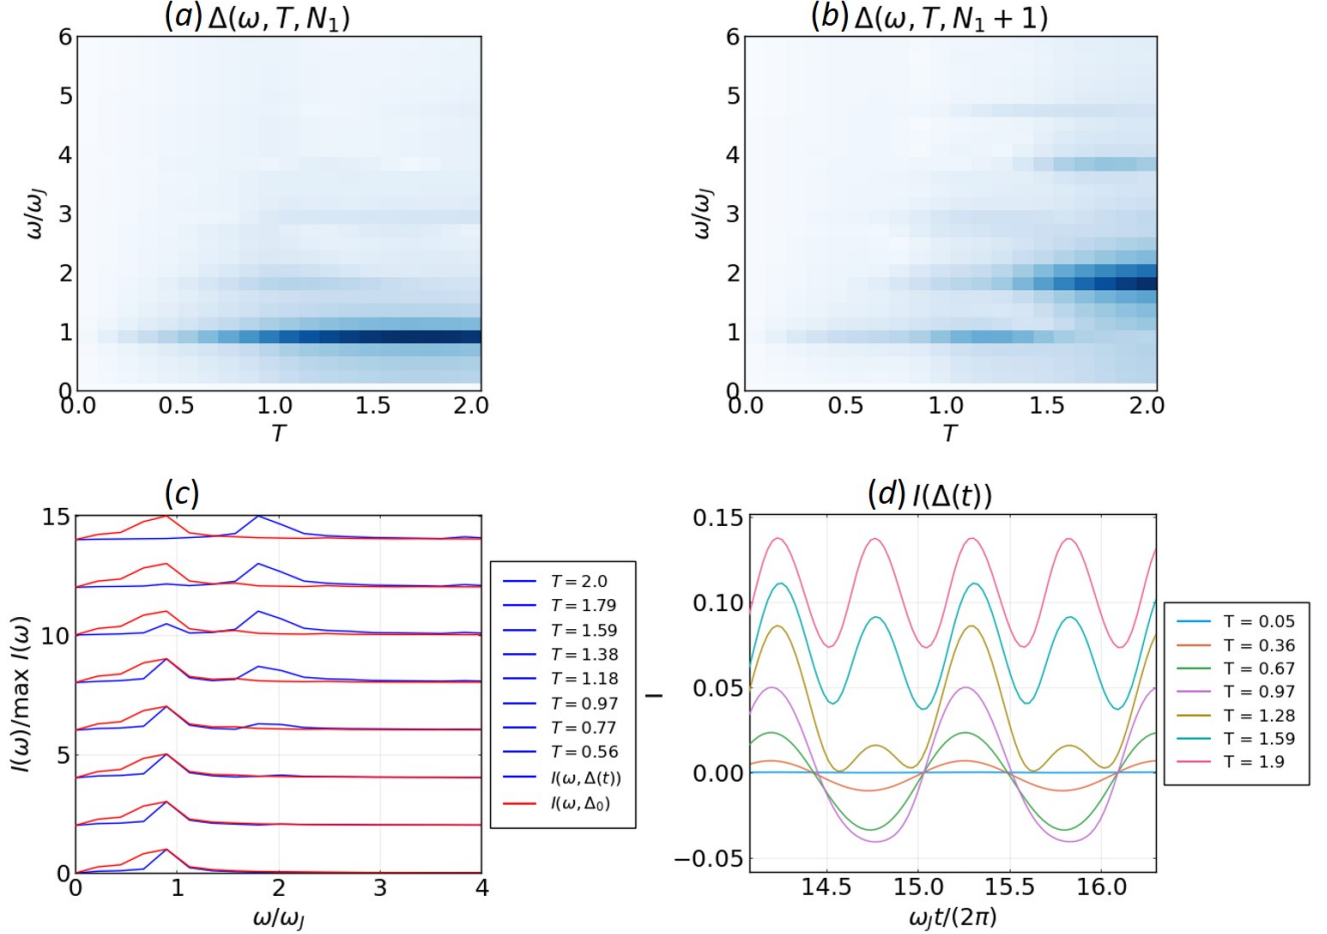 (a) Δ(ω, T, N₁)
6
5
4
3
2
1
0
ω/ω_J
0.0 0.5 1.0 1.5 2.0
T
(b) Δ(ω, T, N₁ + 1)
6
5
4
3
2
1
0
ω/ω_J
0.0 0.5 1.0 1.5 2.0
T
(c)
15
10
5
0
I(ω)/max I(ω)
0 1 2 3 4
ω/ω_J
T = 2.0
T = 1.79
T = 1.59
T = 1.38
T = 1.18
T = 0.97
T = 0.77
T = 0.56
I(ω, Δ(t))
I(ω, Δ₀)
(d) I(Δ(t))
0.15
0.10
0.05
0.00
−0.05
I
14.5 15.0 15.5 16.0
ω_J t/(2π)
T = 0.05
T = 0.36
T = 0.67
T = 0.97
T = 1.28
T = 1.59
T = 1.9